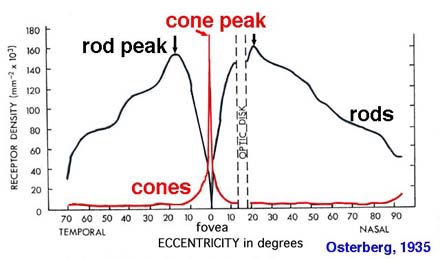 cone peak
180
160
140
120
100
80
60
40
20
0
RECEPTOR DENSITY (mm⁻² x 10³)
rod peak
rods
cones
OPTIC DISK
70 60 50 40 30 20 10 0 10 20 30 40 50 60 70 80 90
TEMPORAL
fovea
NASAL
ECCENTRICITY in degrees
Osterberg, 1935